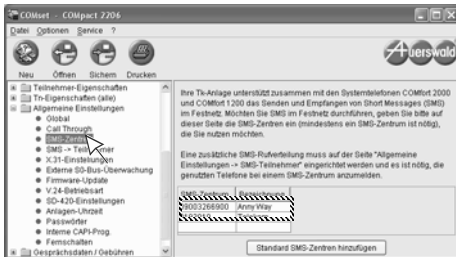 COMset - COMpact 2206
Datei Optionen Service ?
Neu Öffnen Sichern Drucken
Auerswald
Teilnehmer-Eigenschaften
Tn-Eigenschaften (alle)
Allgemeine Einstellungen
Global
Call Through
SMS-Zentren
SMS -> Teilnehmer
X.31-Einstellungen
Externe S0-Bus-Überwachung
Firmware-Update
V.24-Betriebsart
SD-420-Einstellungen
Anlagen-Uhrzeit
Passwörter
Interne CAPI-Prog.
Fernschalten
Gesprächsdaten / Gebühren
Ihre Tk-Anlage unterstützt zusammen mit den Systemtelefonen COMfort 2000
und COMfort 1200 das Senden und Empfangen von Short Messages (SMS)
im Festnetz. Möchten Sie SMS im Festnetz durchführen, geben Sie bitte auf
dieser Seite die SMS-Zentren ein (mindestens ein SMS-Zentrum ist nötig),
die Sie nutzen möchten.
Eine zusätzliche SMS-Rufverteilung muss auf der Seite "Allgemeine
Einstellungen -> SMS-Teilnehmer" eingerichtet werden und es ist nötig, die
genutzten Telefone bei einem SMS-Zentrum anzumelden.
SMS-Zentrum Bezeichnung
09003266900 Anny Way
Standard SMS-Zentren hinzufügen